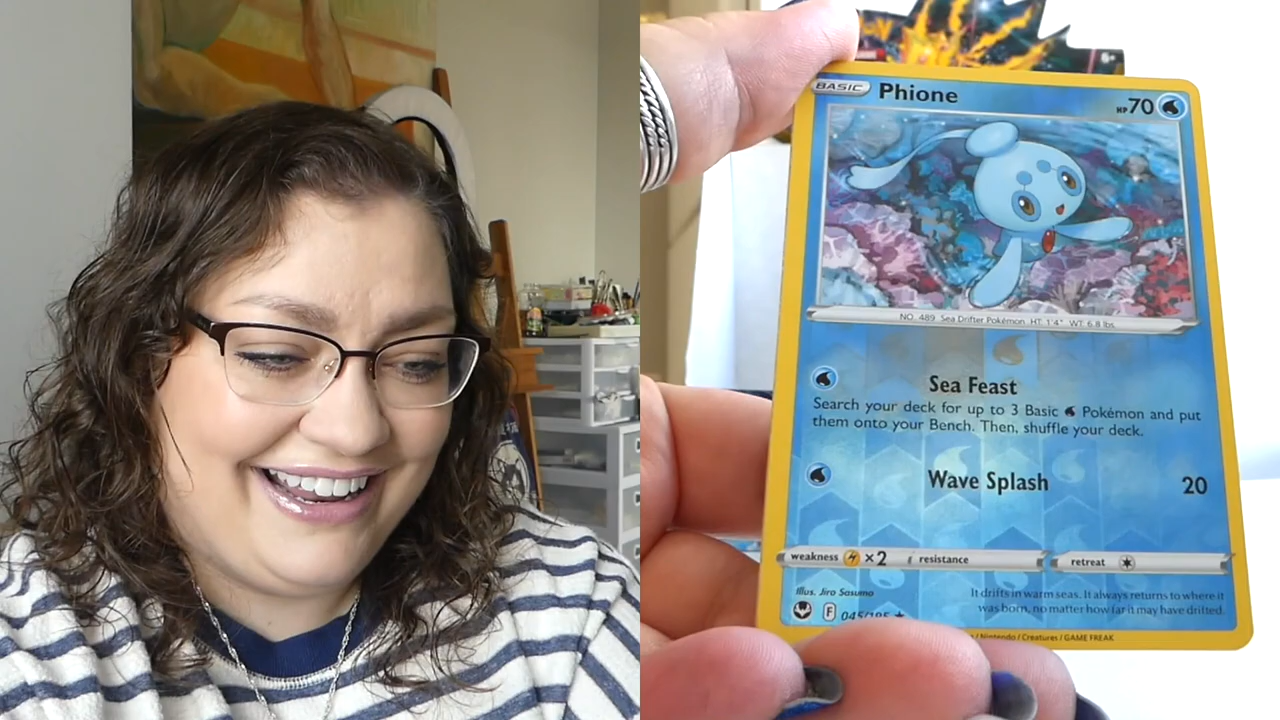 BASIC Phione HP 70
NO. 489 Sea Drifter Pokémon HT: 1'4" WT: 6.8 lbs.
Sea Feast
Search your deck for up to 3 Basic Pokémon and put
them onto your Bench. Then, shuffle your deck.
Wave Splash 20
weakness ×2 resistance retreat
Illus. Jiro Sasumo
It drifts in warm seas. It always returns to where it
was born, no matter how far it may have drifted.
F 045/195 ★
/ Nintendo / Creatures / GAME FREAK